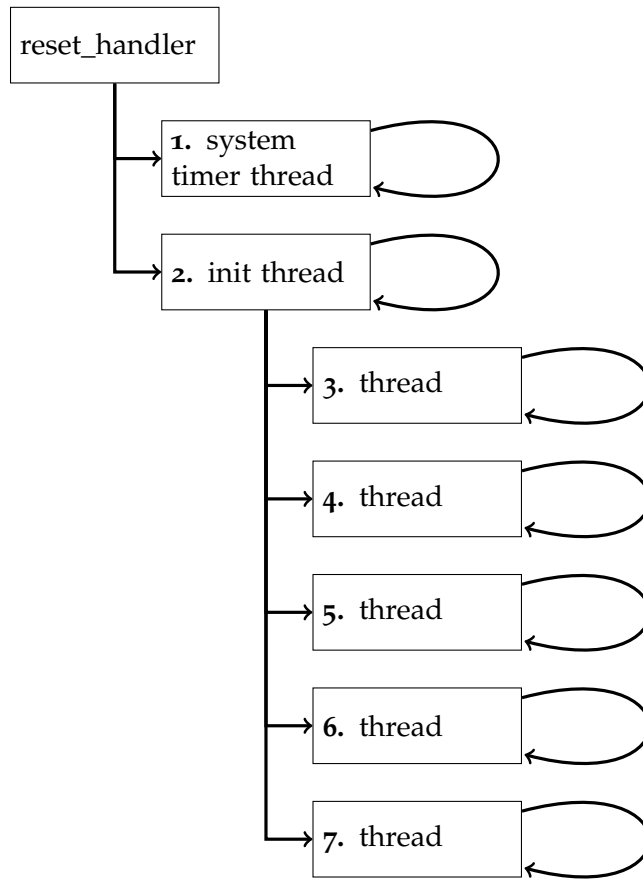 reset_handler
1. system
timer thread
2. init thread
3. thread
4. thread
5. thread
6. thread
7. thread